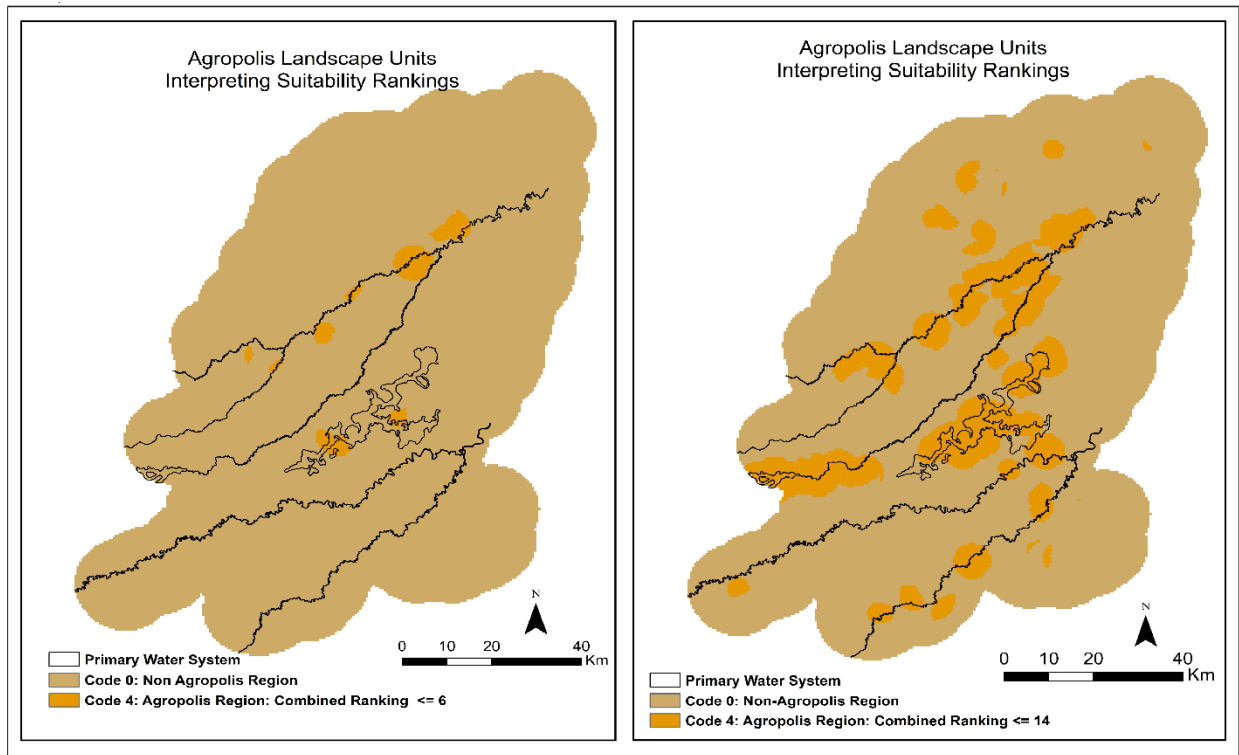 Agropolis Landscape Units
Interpreting Suitability Rankings
N
0 10 20 40
Km
Primary Water System
Code 0: Non Agropolis Region
Code 4: Agropolis Region: Combined Ranking <= 6
Agropolis Landscape Units
Interpreting Suitability Rankings
N
0 10 20 40
Km
Primary Water System
Code 0: Non-Agropolis Region
Code 4: Agropolis Region: Combined Ranking <= 14